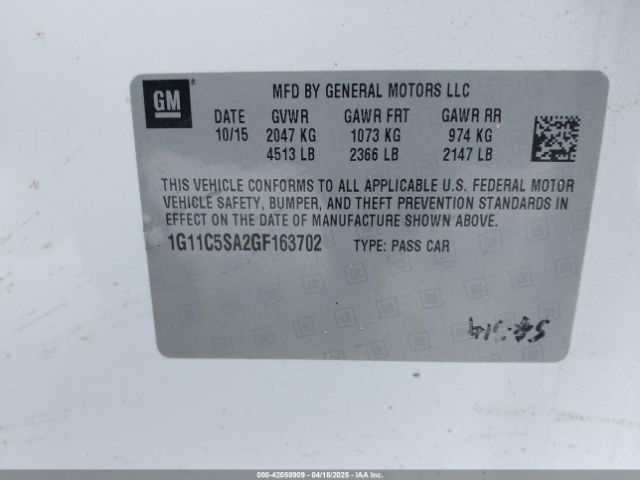 GM
MFD BY GENERAL MOTORS LLC
DATE GVWR GAWR FRT GAWR RR
10/15 2047 KG 1073 KG 974 KG
4513 LB 2366 LB 2147 LB
THIS VEHICLE CONFORMS TO ALL APPLICABLE U.S. FEDERAL MOTOR
VEHICLE SAFETY, BUMPER, AND THEFT PREVENTION STANDARDS IN
EFFECT ON THE DATE OF MANUFACTURE SHOWN ABOVE.
1G11C5SA2GF163702 TYPE: PASS CAR
000-42058909 - 04/18/2025 - IAAI, Inc.